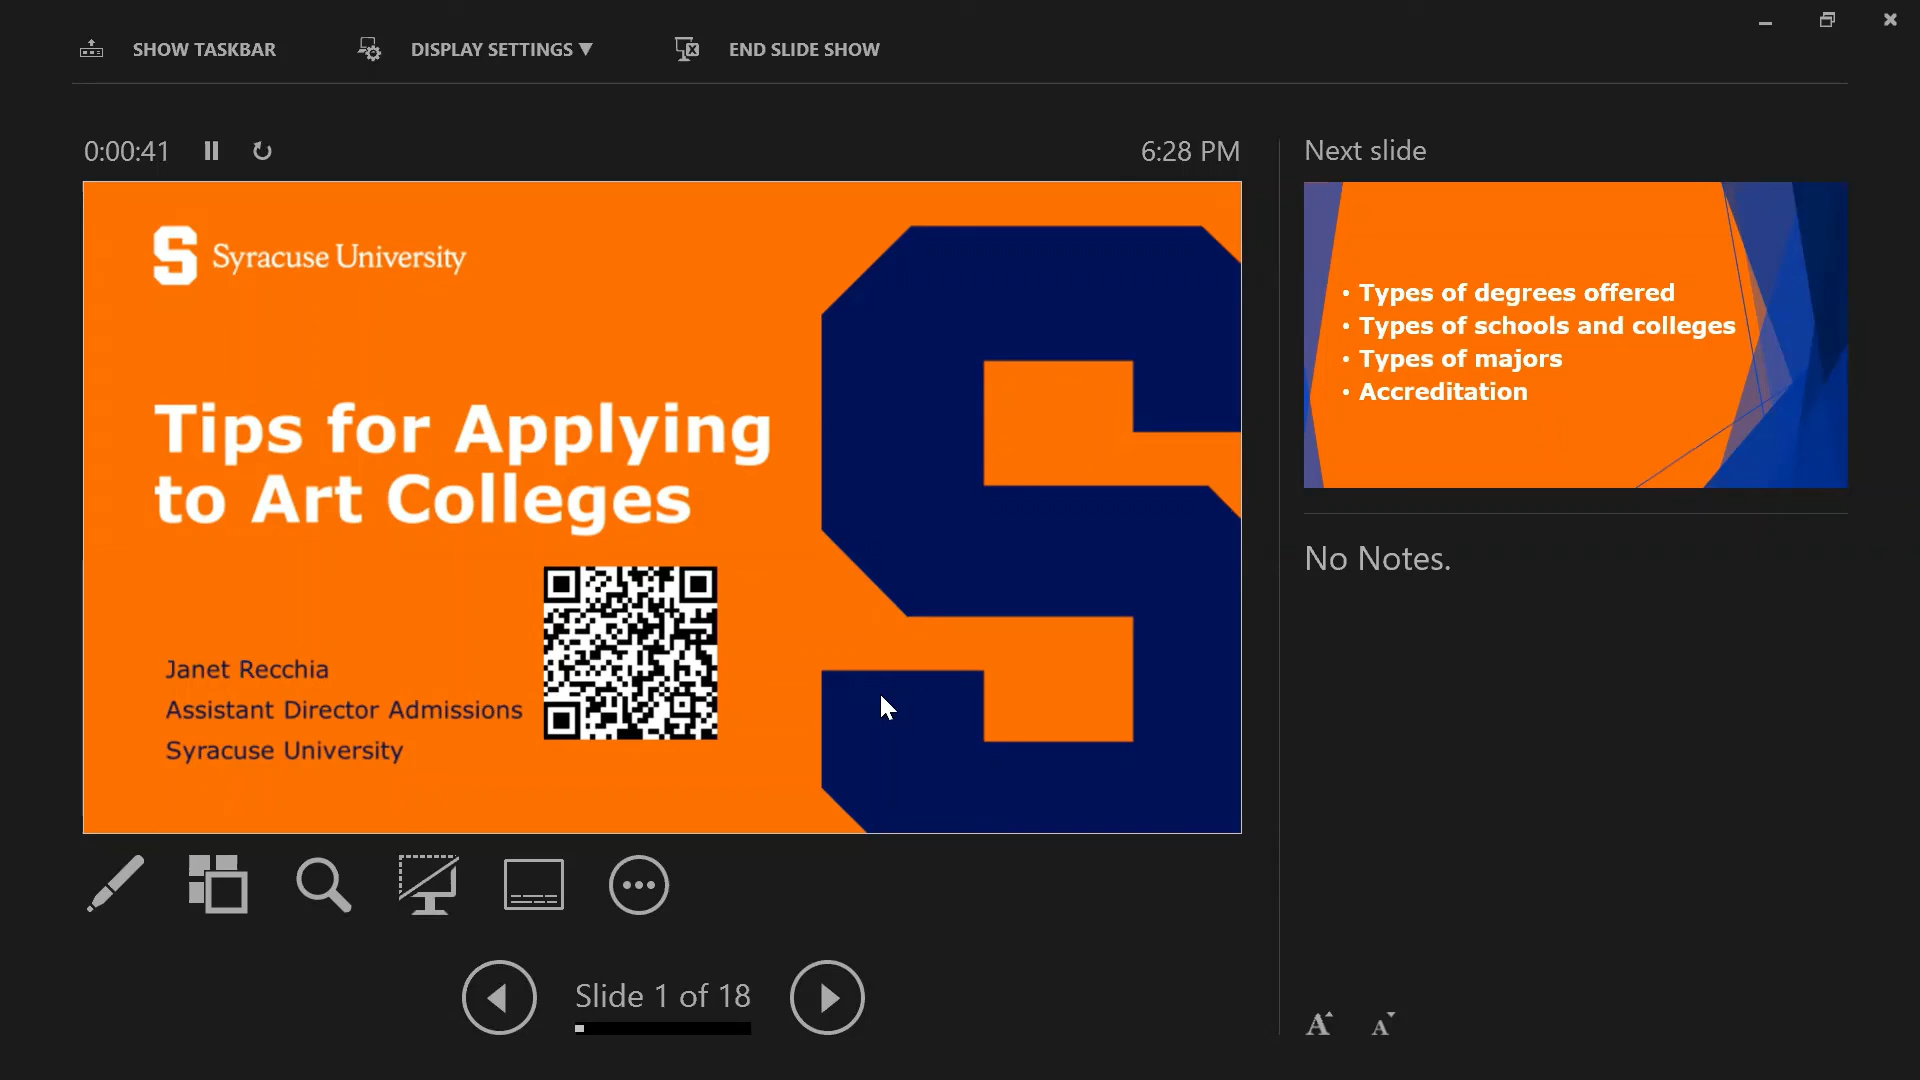 SHOW TASKBAR
DISPLAY SETTINGS ▼
END SLIDE SHOW
0:00:41
6:28 PM
Next slide
S Syracuse University
Tips for Applying
to Art Colleges
Janet Recchia
Assistant Director Admissions
Syracuse University
S
• Types of degrees offered
• Types of schools and colleges
• Types of majors
• Accreditation
No Notes.
Slide 1 of 18
A A